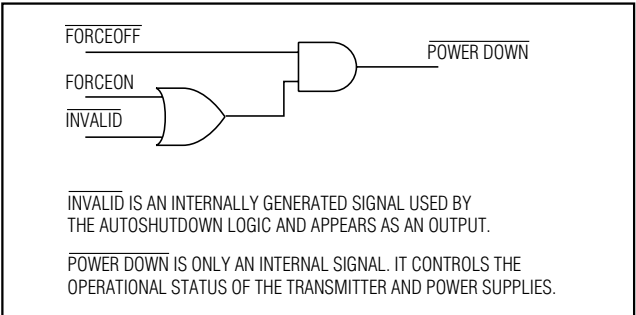 FORCEOFF
POWER DOWN
FORCEON
INVALID
INVALID IS AN INTERNALLY GENERATED SIGNAL USED BY
THE AUTOSHUTDOWN LOGIC AND APPEARS AS AN OUTPUT.
POWER DOWN IS ONLY AN INTERNAL SIGNAL. IT CONTROLS THE
OPERATIONAL STATUS OF THE TRANSMITTER AND POWER SUPPLIES.